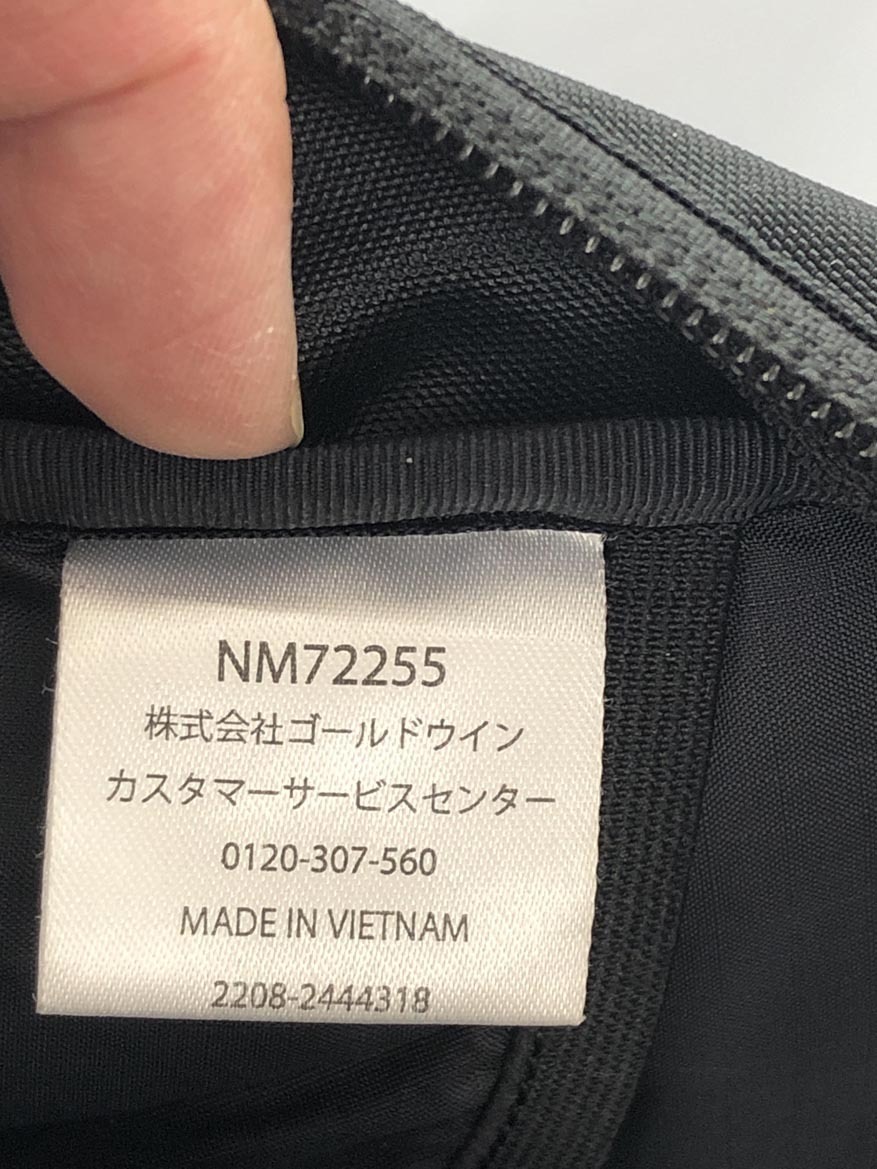 NM72255
株式会社ゴールドウイン
カスタマーサービスセンター
0120-307-560
MADE IN VIETNAM
2208-2444318